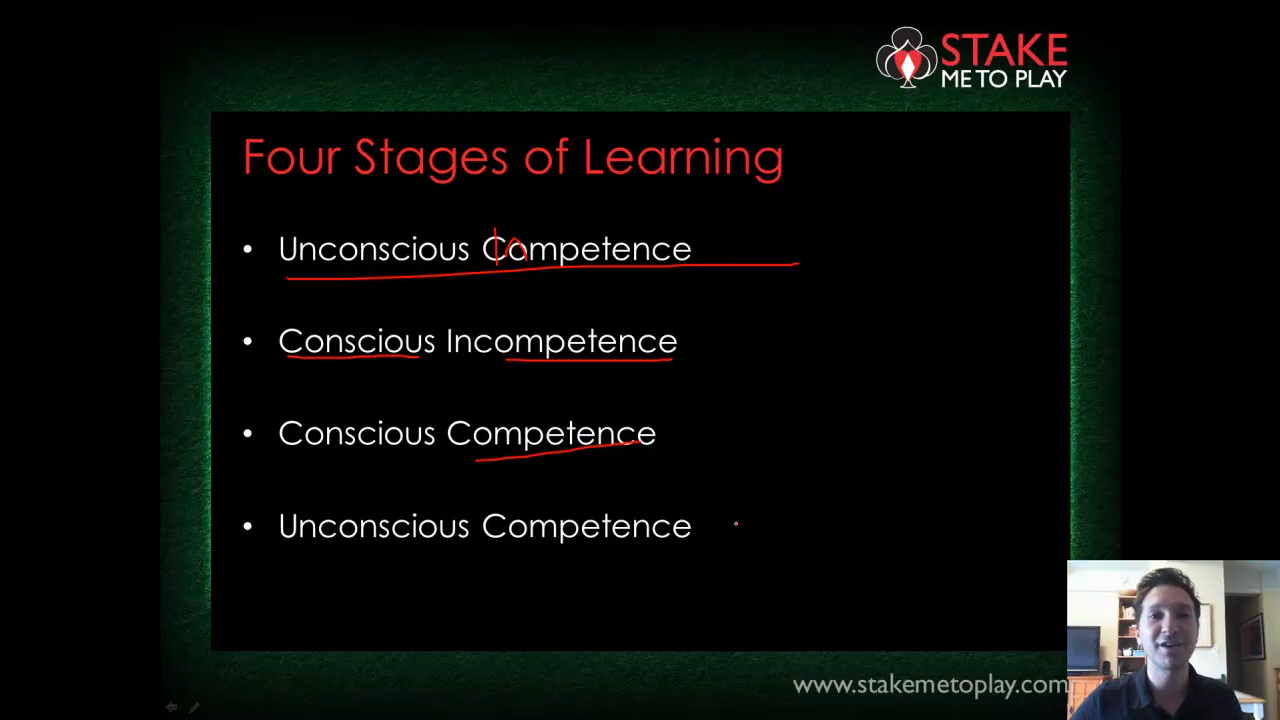 STAKE
ME TO PLAY
Four Stages of Learning
• Unconscious Competence
In
• Conscious Incompetence
• Conscious Competence
• Unconscious Competence
www.stakemetoplay.com